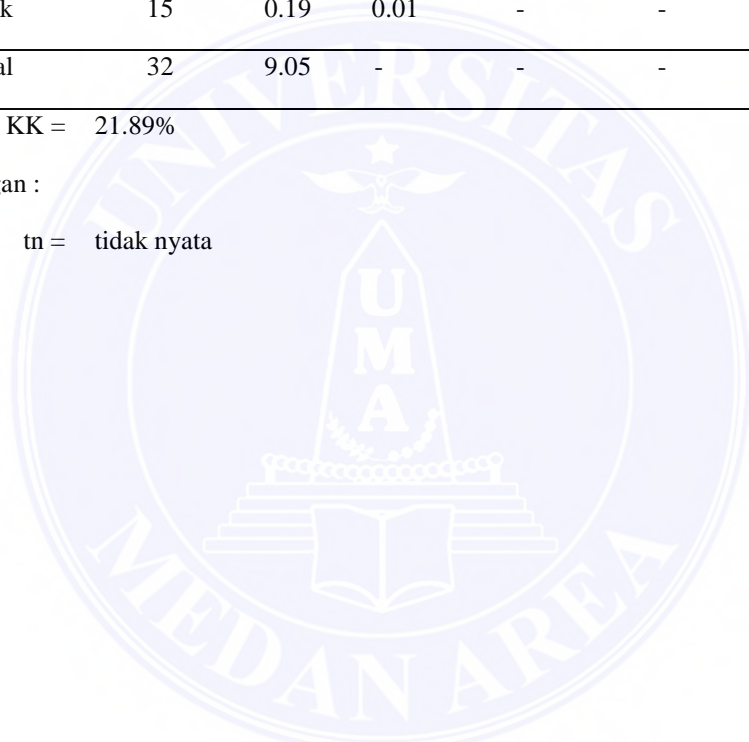 k 15 0.19 0.01 - - 
al 32 9.05 - - -
KK = 21.89%
gan :
tn = tidak nyata
UNIVERSITAS
UMA
MEDAN AREA